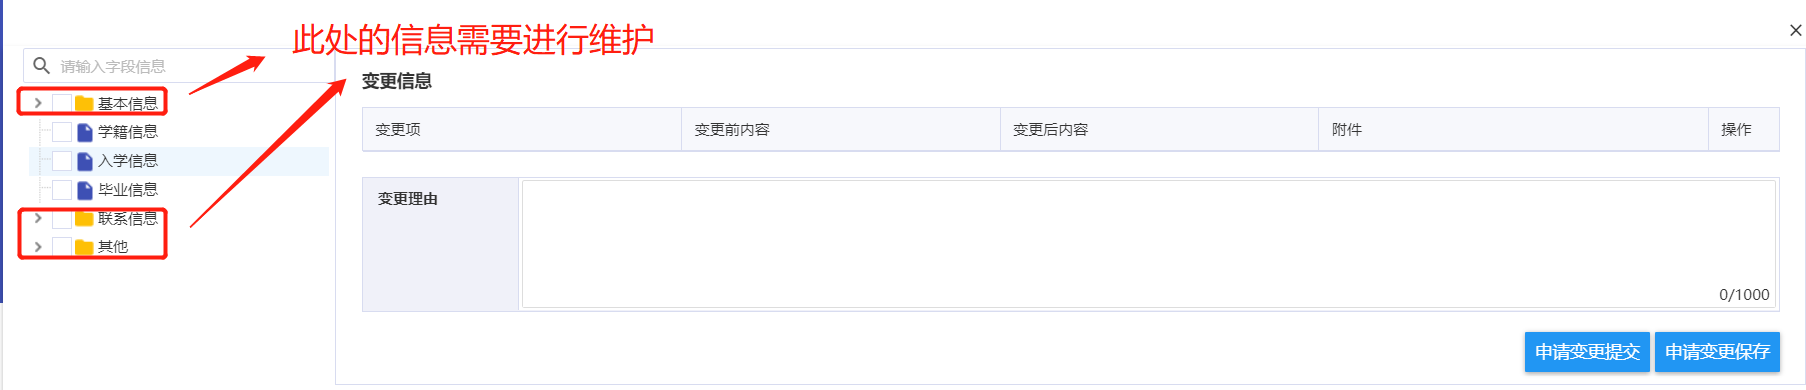 此处的信息需要进行维护
请输入字段信息
基本信息
学籍信息
入学信息
毕业信息
联系信息
其他
变更信息
变更项 变更前内容 变更后内容 附件 操作
变更理由
0/1000
申请变更提交 申请变更保存